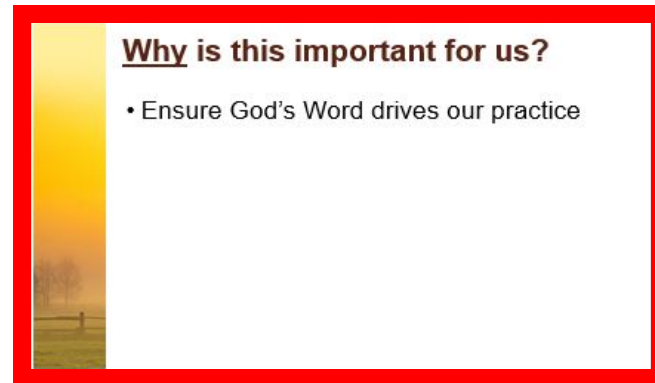 Why is this important for us?
• Ensure God's Word drives our practice